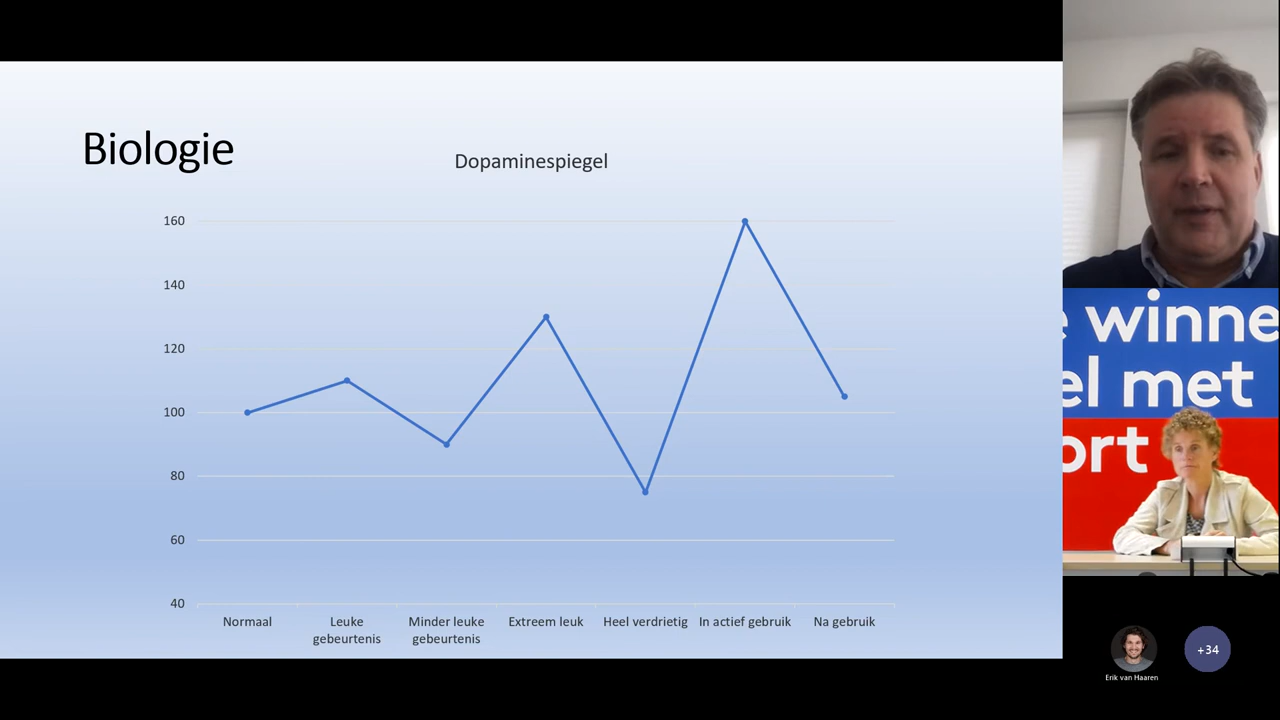 Biologie
Dopaminespiegel
160
140
120
100
80
60
40
Normaal
Leuke
gebeurtenis
Minder leuke
gebeurtenis
Extreem leuk
Heel verdrietig
In actief gebruik
Na gebruik
e winne
el met
ort
Erik van Haaren
+34